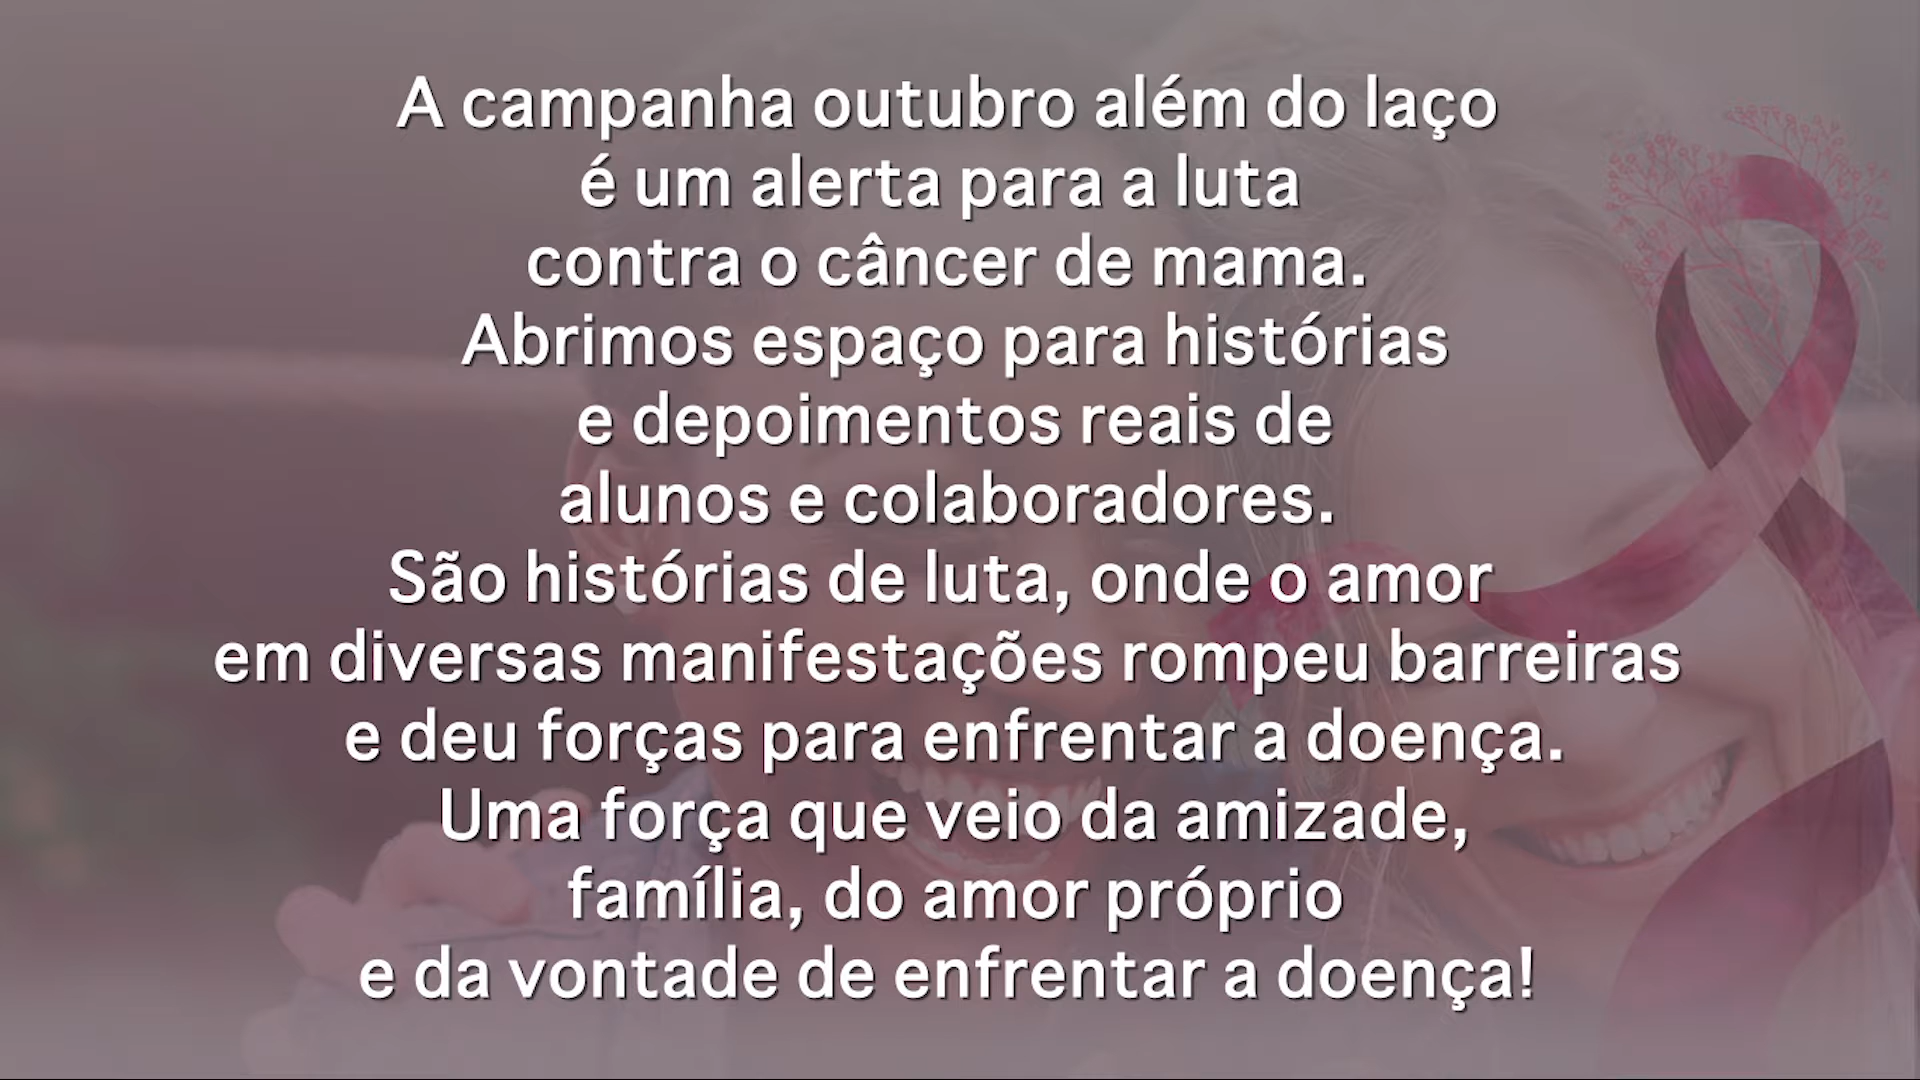 A campanha outubro além do laço
é um alerta para a luta
contra o câncer de mama.
Abrimos espaço para histórias
e depoimentos reais de
alunos e colaboradores.
São histórias de luta, onde o amor
em diversas manifestações rompeu barreiras
e deu forças para enfrentar a doença.
Uma força que veio da amizade,
família, do amor próprio
e da vontade de enfrentar a doença!